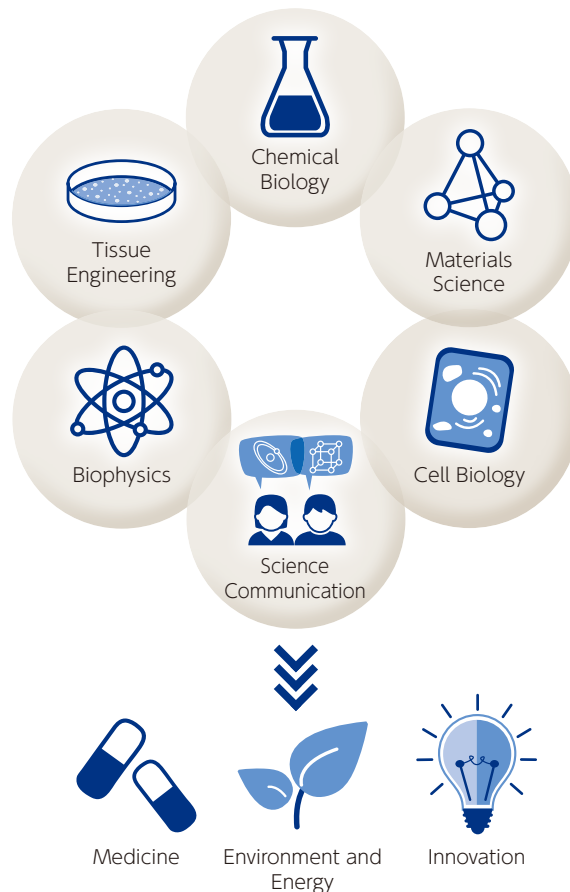 Chemical
Biology
Tissue
Engineering
Materials
Science
Biophysics
Cell Biology
Science
Communication
Medicine
Environment and
Energy
Innovation